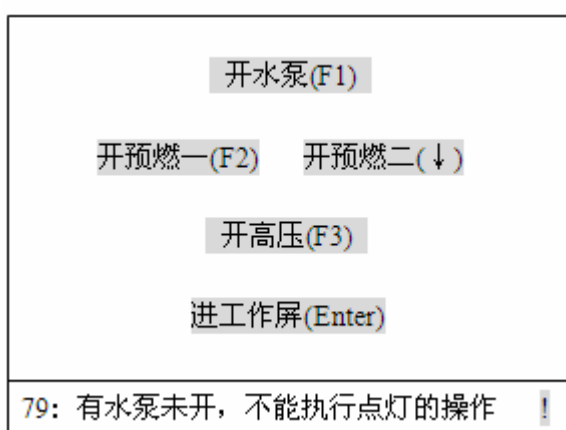 开水泵(F1)
开预燃一(F2) 开预燃二(↓)
开高压(F3)
进工作屏(Enter)
79：有水泵未开，不能执行点灯的操作 !